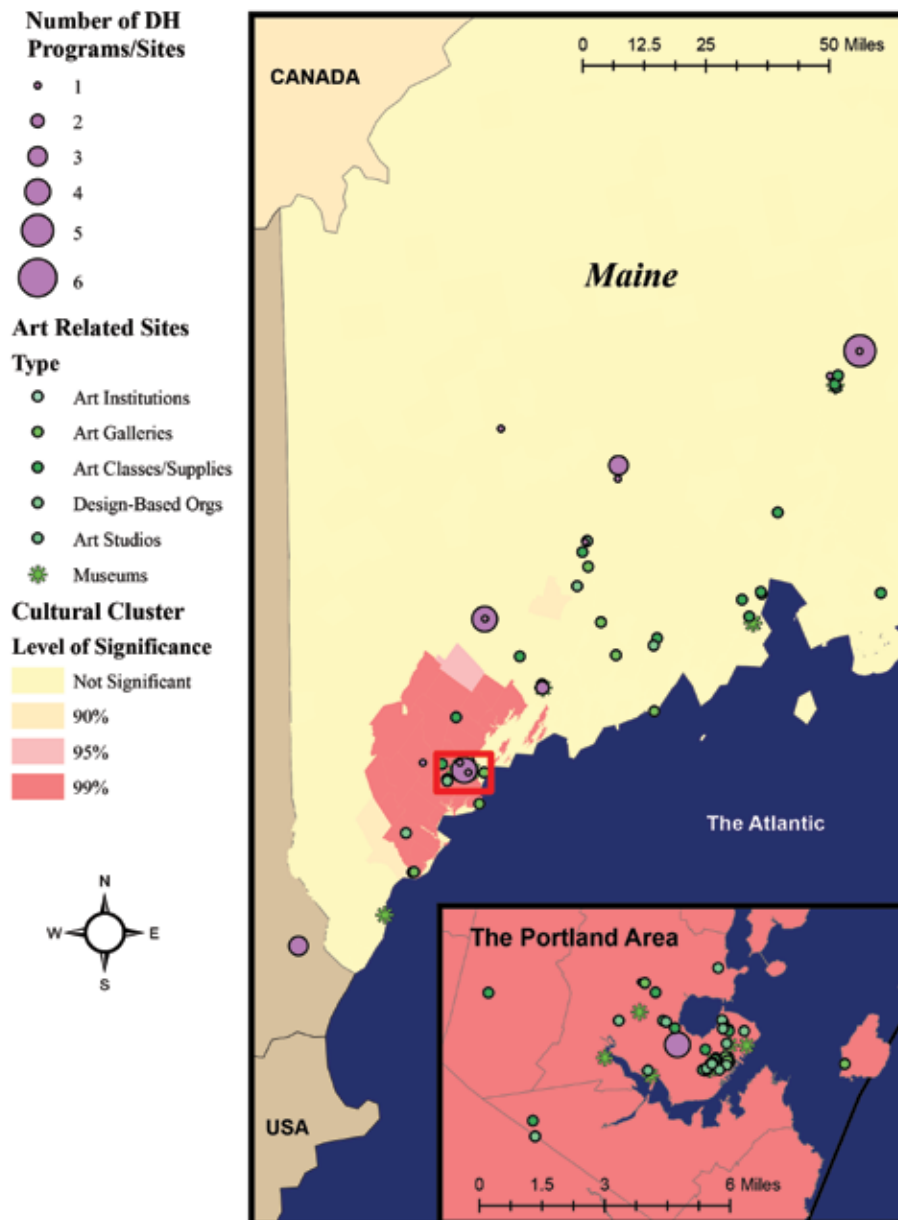 Number of DH
Programs/Sites
1
2
3
4
5
6
Art Related Sites
Type
Art Institutions
Art Galleries
Art Classes/Supplies
Design-Based Orgs
Art Studios
Museums
Cultural Cluster
Level of Significance
Not Significant
90%
95%
99%
N
W E
S
0 12.5 25 50 Miles
CANADA
Maine
The Atlantic
USA
The Portland Area
0 1.5 3 6 Miles